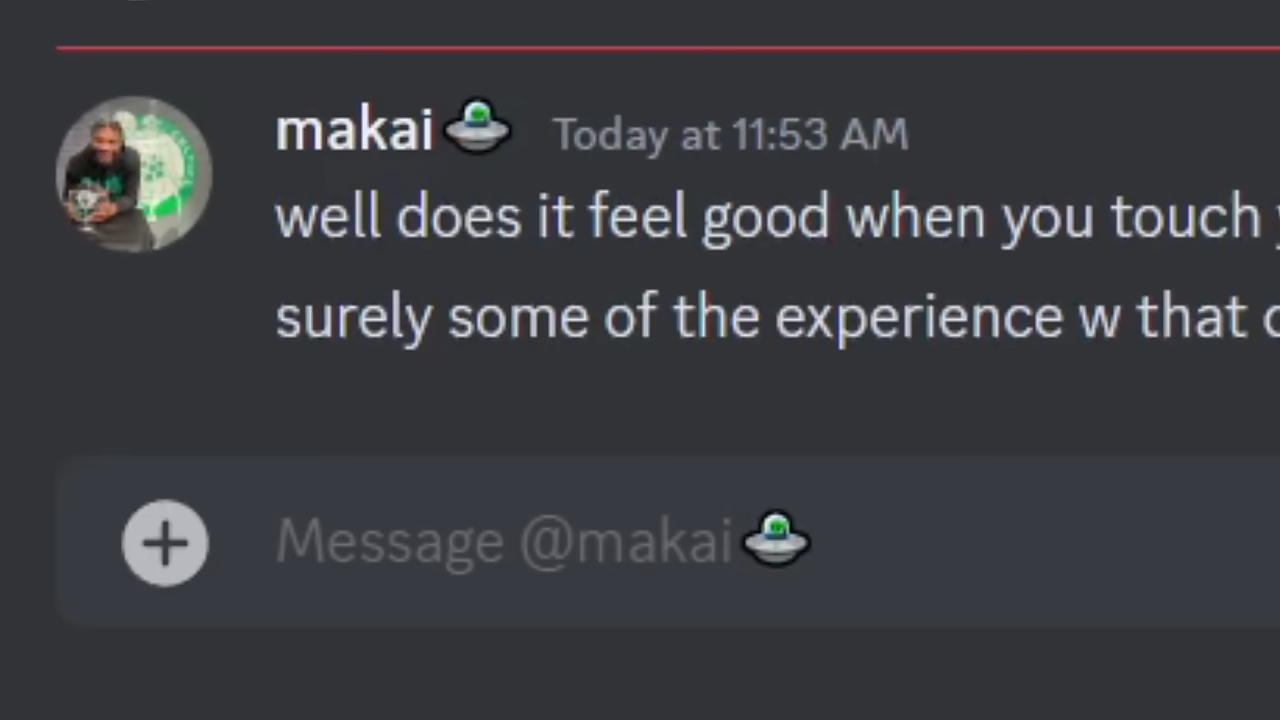 makai🛸 Today at 11:53 AM
well does it feel good when you touch
surely some of the experience w that
Message @makai🛸